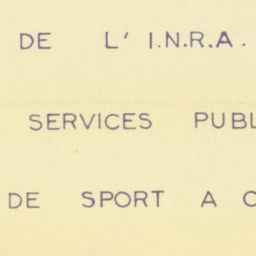 DE L' I.N.R.A.
SERVICES PUBL
DE SPORT A